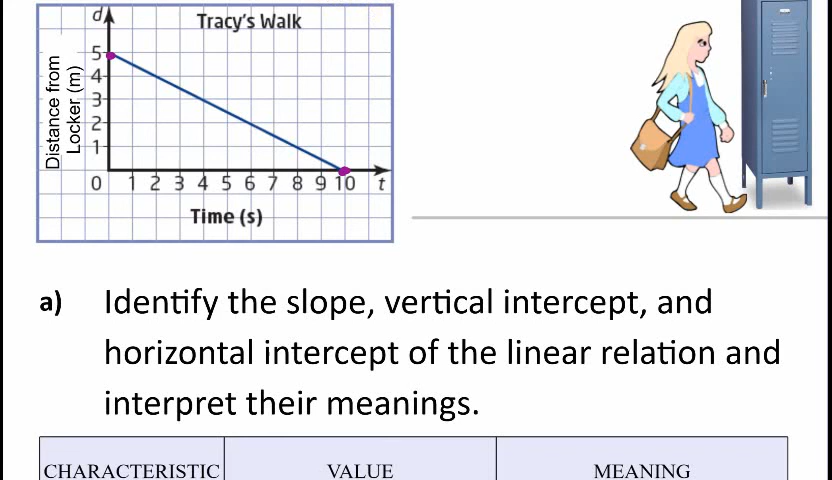 d
Tracy's Walk
Distance from
Locker (m)
5
4
3
2
1
0 1 2 3 4 5 6 7 8 9 10 t
Time (s)
a) Identify the slope, vertical intercept, and
horizontal intercept of the linear relation and
interpret their meanings.
CHARACTERISTIC VALUE MEANING